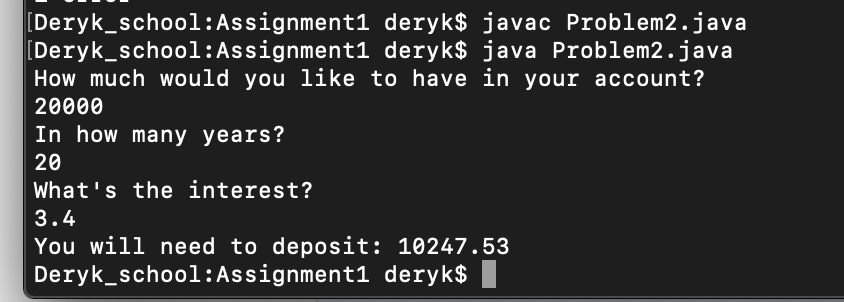 [Deryk_school:Assignment1 deryk$ javac Problem2.java
[Deryk_school:Assignment1 deryk$ java Problem2.java
How much would you like to have in your account?
20000
In how many years?
20
What's the interest?
3.4
You will need to deposit: 10247.53
Deryk_school:Assignment1 deryk$